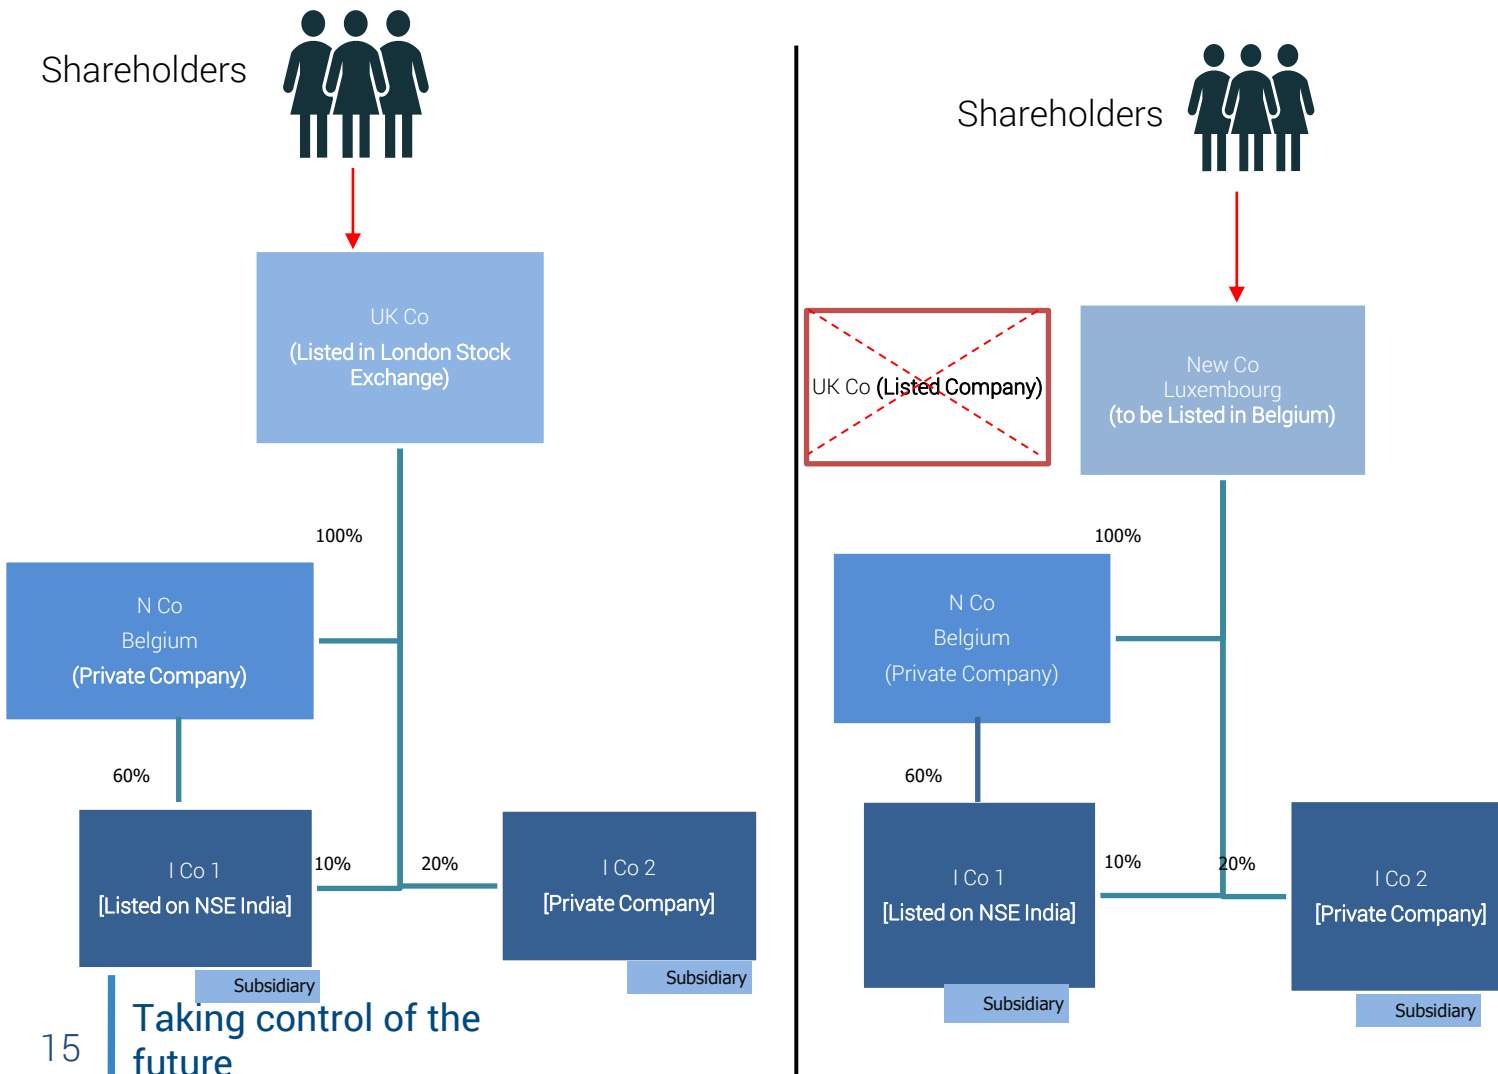 Shareholders
UK Co
(Listed in London Stock
Exchange)
100%
N Co
Belgium
(Private Company)
60%
I Co 1
[Listed on NSE India]
10%
20%
I Co 2
[Private Company]
Subsidiary
Subsidiary
Shareholders
UK Co (Listed Company)
New Co
Luxembourg
(to be Listed in Belgium)
100%
N Co
Belgium
(Private Company)
60%
I Co 1
[Listed on NSE India]
10%
20%
I Co 2
[Private Company]
Subsidiary
Subsidiary
15
Taking control of the
future